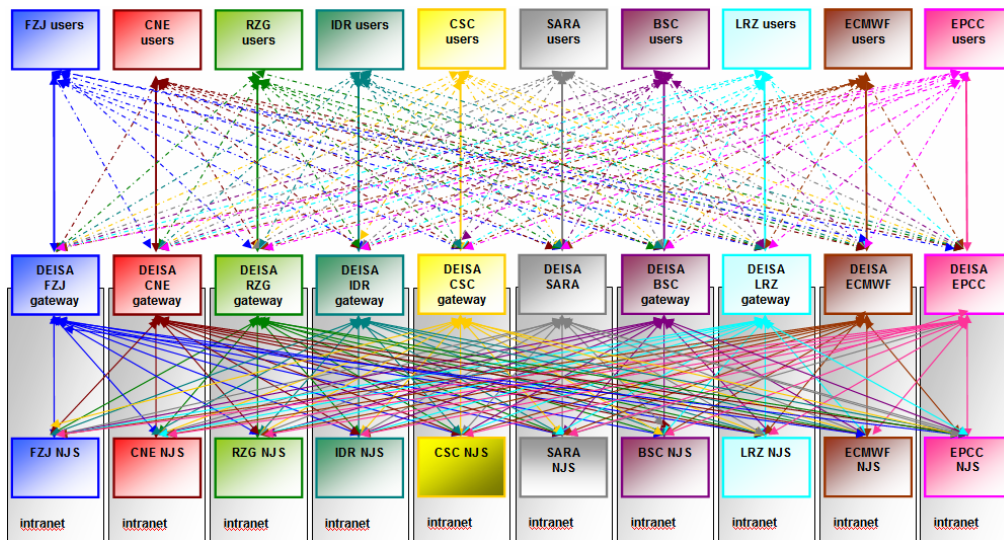 FZJ users
CNE
users
RZG
users
IDR users
CSC
users
SARA
users
BSC
users
LRZ users
ECMWF
users
EPCC
users
DEISA
FZJ
gateway
DEISA
CNE
gateway
DEISA
RZG
gateway
DEISA
IDR
gateway
DEISA
CSC
gateway
DEISA
SARA
DEISA
BSC
gateway
DEISA
LRZ
gateway
DEISA
ECMWF
DEISA
EPCC
FZJ NJS
CNE NJS
RZG NJS
IDR NJS
CSC NJS
SARA
NJS
BSC NJS
LRZ NJS
ECMWF
NJS
EPCC
NJS
intranet
intranet
intranet
intranet
intranet
intranet
intranet
intranet
intranet
intranet